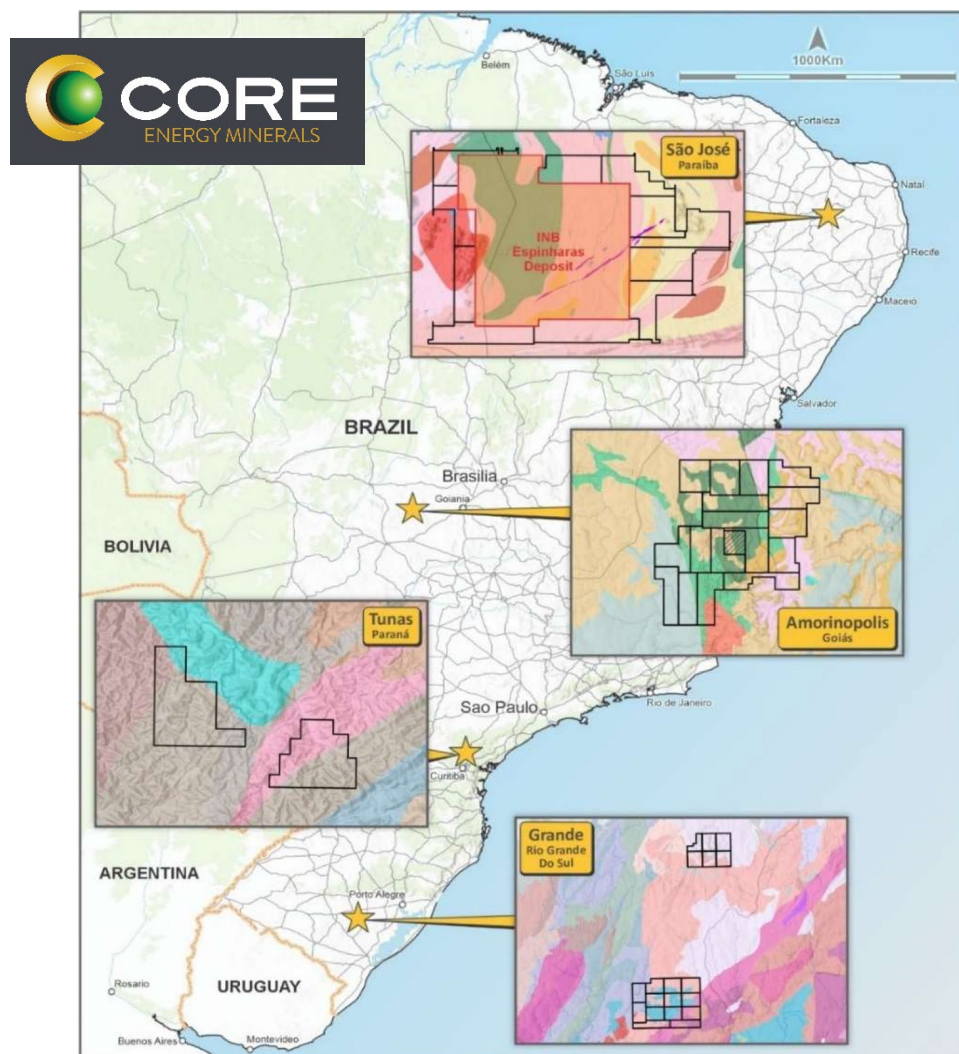 CORE
ENERGY MINERALS
1000Km
Belém
São Luís
Fortaleza
São José
Paraíba
Natal
INB
Espinharas
Deposit
Recife
Maceió
Salvador
BRAZIL
Brasilia
Goiania
BOLIVIA
Amorinopolis
Goiás
Tunas
Paraná
Rio de Janeiro
Sao Paulo
Curitiba
Grande
Rio Grande
Do Sul
ARGENTINA
Porto Alegre
Rosario
URUGUAY
Buenos Aires
Montevideo